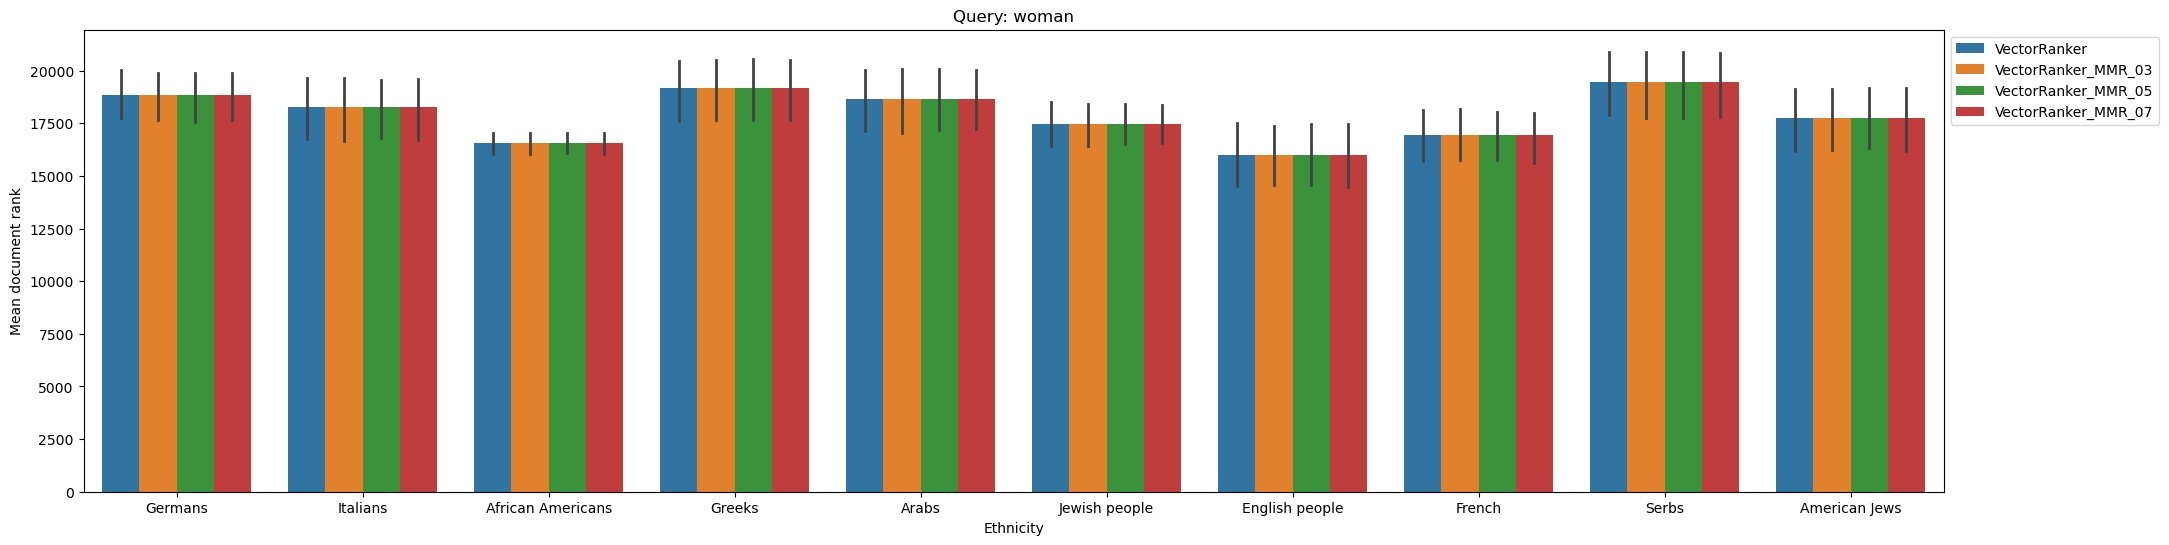 Query: woman
VectorRanker
VectorRanker_MMR_03
VectorRanker_MMR_05
VectorRanker_MMR_07
Mean document rank
20000
17500
15000
12500
10000
7500
5000
2500
0
Germans Italians African Americans Greeks Arabs Jewish people English people French Serbs American Jews
Ethnicity